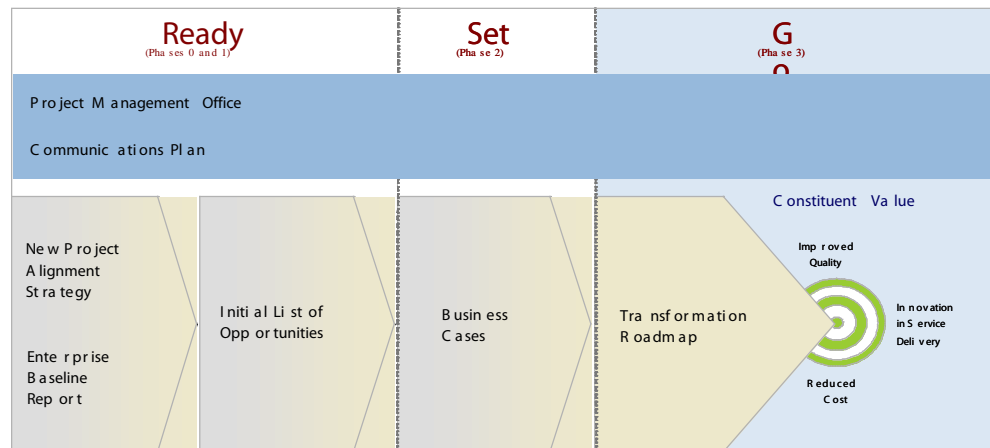 Ready
(Phases 0 and 1)
Set
(Phase 2)
Go
(Phase 3)
Project Management Office
Communications Plan
New Project
Alignment
Strategy
Enterprise
Baseline
Report
Initial List of
Opportunities
Business
Cases
Transformation
Roadmap
Constituent Value
Improved
Quality
Innovation
in Service
Delivery
Reduced
Cost